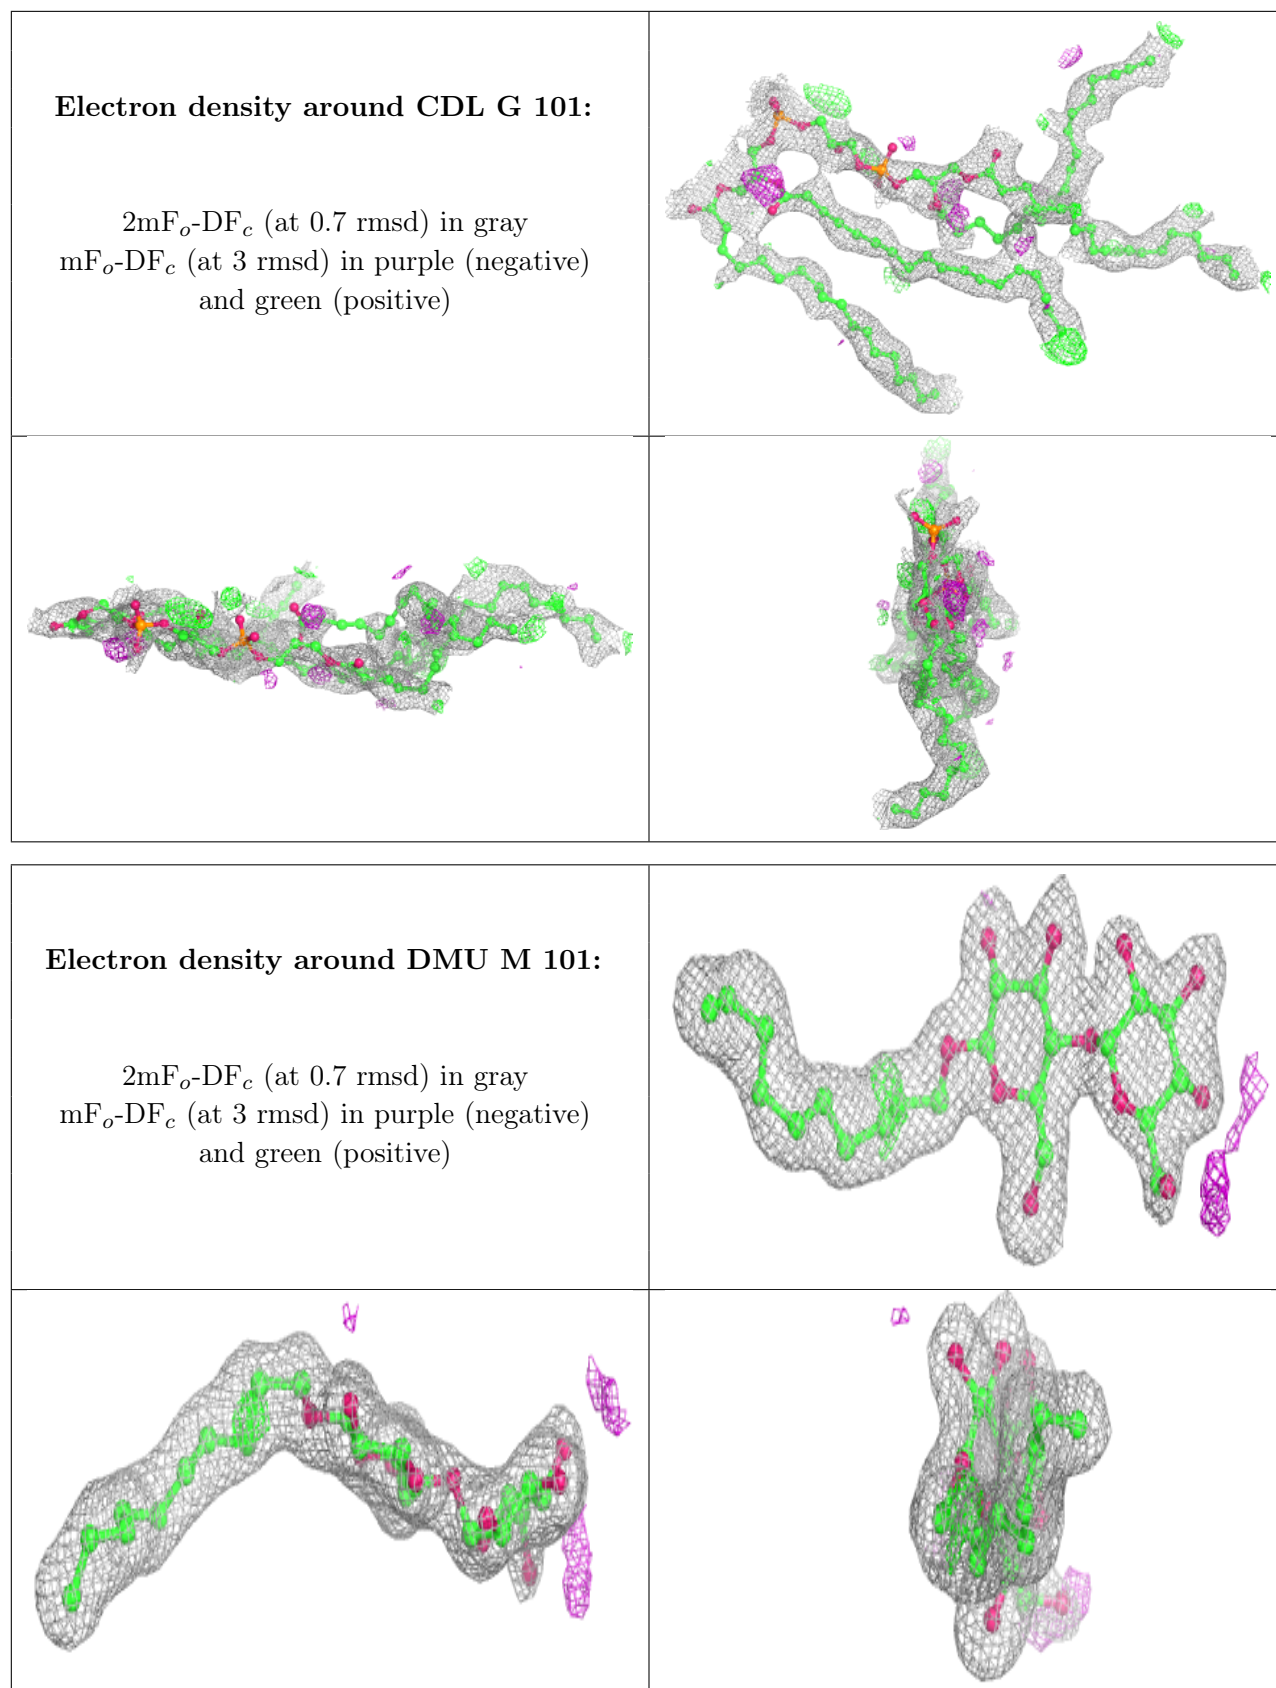 Electron density around CDL G 101:
2mFₒ-DF𝒸 (at 0.7 rmsd) in gray
mFₒ-DF𝒸 (at 3 rmsd) in purple (negative)
and green (positive)
Electron density around DMU M 101:
2mFₒ-DF𝒸 (at 0.7 rmsd) in gray
mFₒ-DF𝒸 (at 3 rmsd) in purple (negative)
and green (positive)